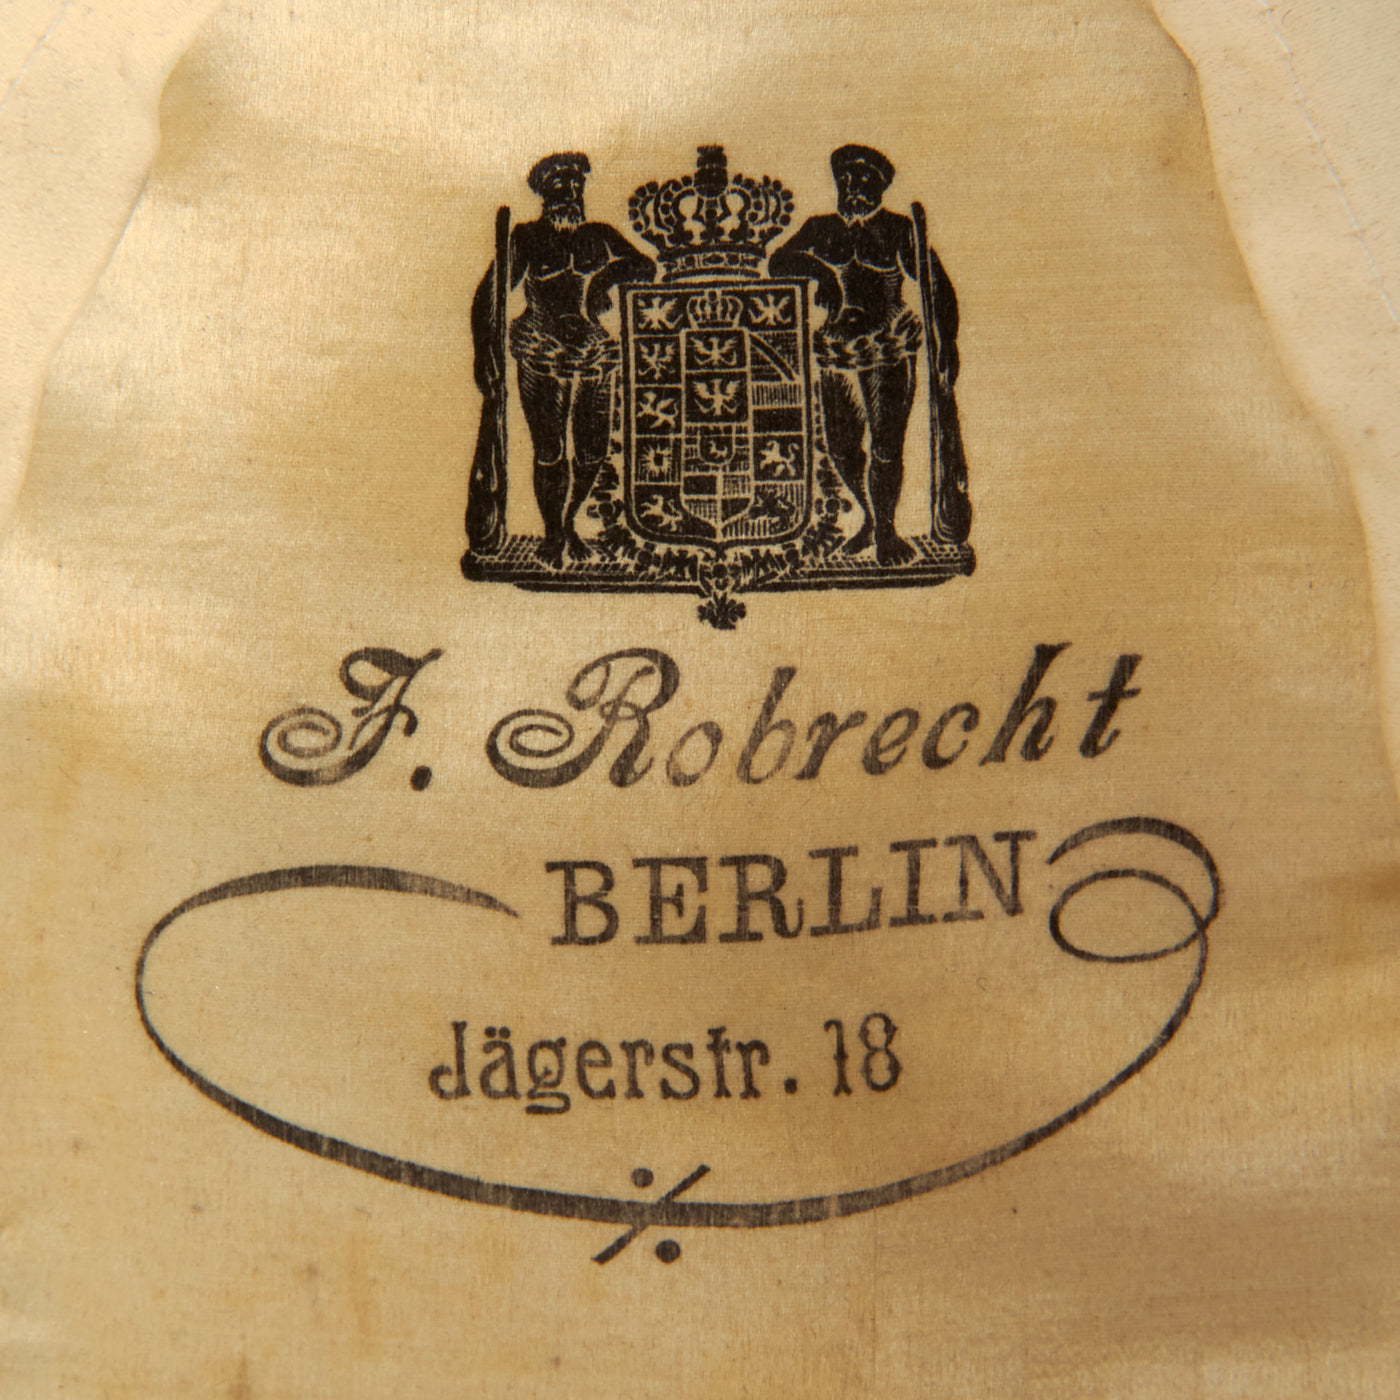 J. Robrecht
BERLIN
Jägerstr. 18